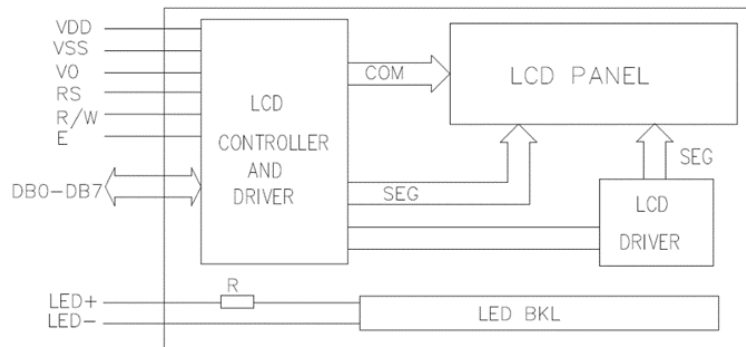 VDD
VSS
VO
RS
R/W
E
DB0-DB7
LCD
CONTROLLER
AND
DRIVER
COM
LCD PANEL
SEG
SEG
LCD
DRIVER
LED+
LED-
R
LED BKL